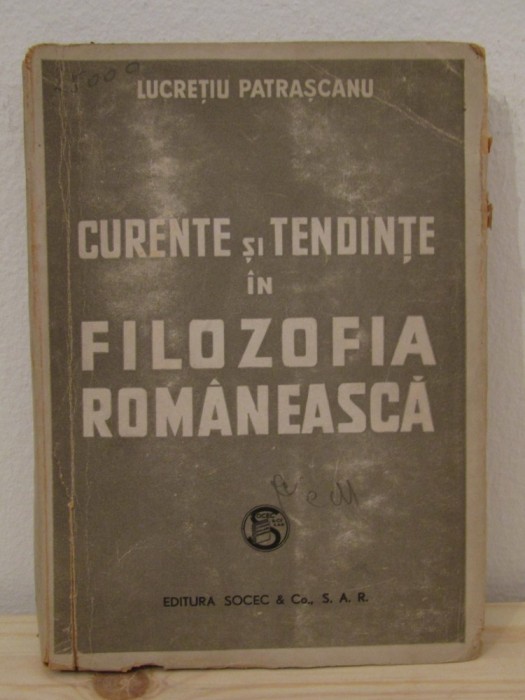 LUCREȚIU PATRAȘCANU
CURENTE ȘI TENDINȚE
ÎN
FILOZOFIA
ROMÂNEASCĂ
EDITURA SOCEC & Co., S. A. R.